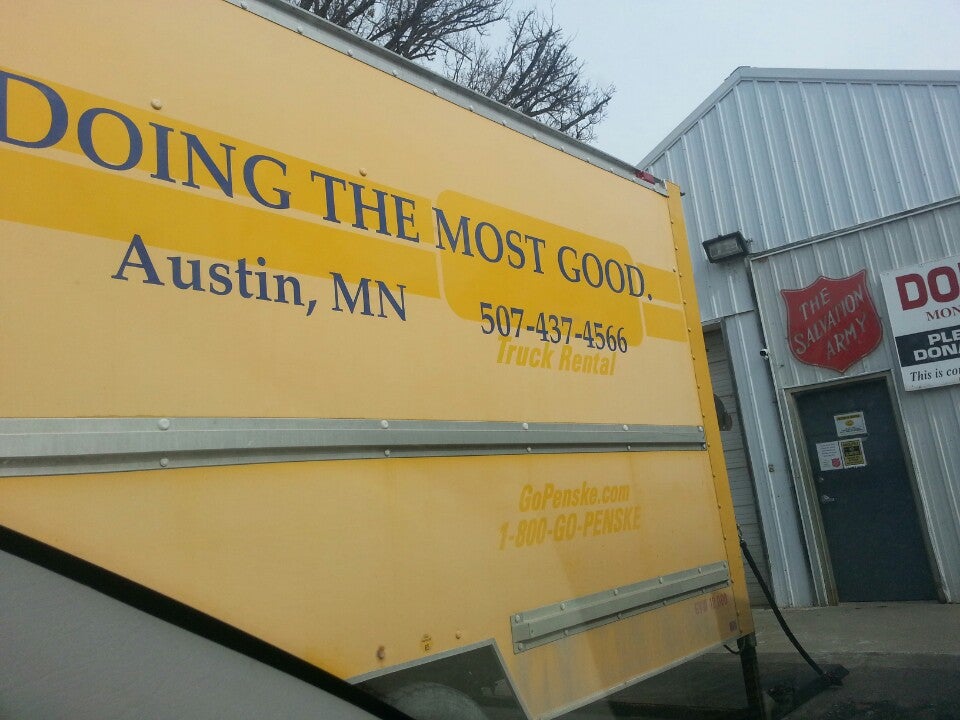 DOING THE MOST GOOD.
Austin, MN
507-437-4566
Truck Rental
GoPenske.com
1-800-GO-PENSKE
THE
SALVATION
ARMY
DO
MON
PLE
DONA
This is co